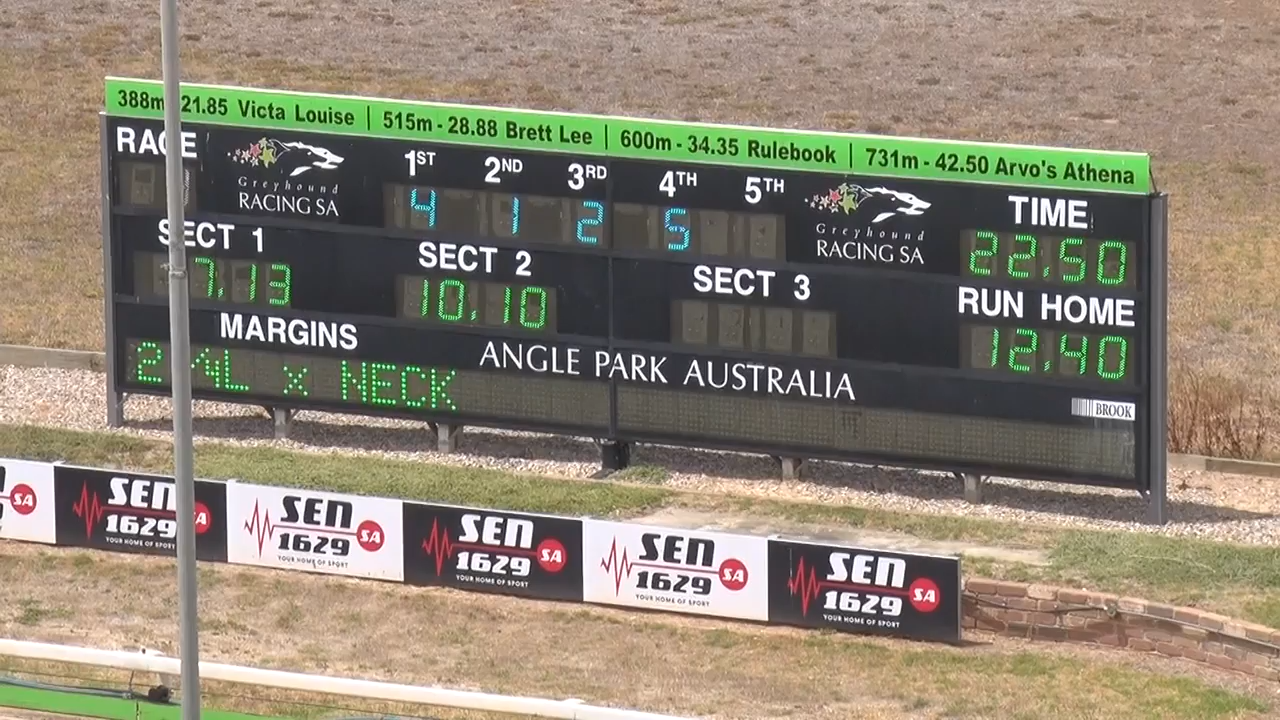 388m 21.85 Victa Louise | 515m - 28.88 Brett Lee | 600m - 34.35 Rulebook | 731m - 42.50 Arvo's Athena
RACE
Greyhound
RACING SA
1ST 2ND 3RD 4TH 5TH
4 1 2 5
Greyhound
RACING SA
TIME
22.50
SECT 1
7.13
SECT 2
10.10
SECT 3
RUN HOME
12.40
MARGINS
2 4L x NECK
ANGLE PARK AUSTRALIA
BROOK
SA
SEN
1629
YOUR HOME OF SPORT
SEN
1629 SA
YOUR HOME OF SPORT
SEN
1629 SA
YOUR HOME OF SPORT
SEN
1629 SA
YOUR HOME OF SPORT
SEN
1629 SA
YOUR HOME OF SPORT